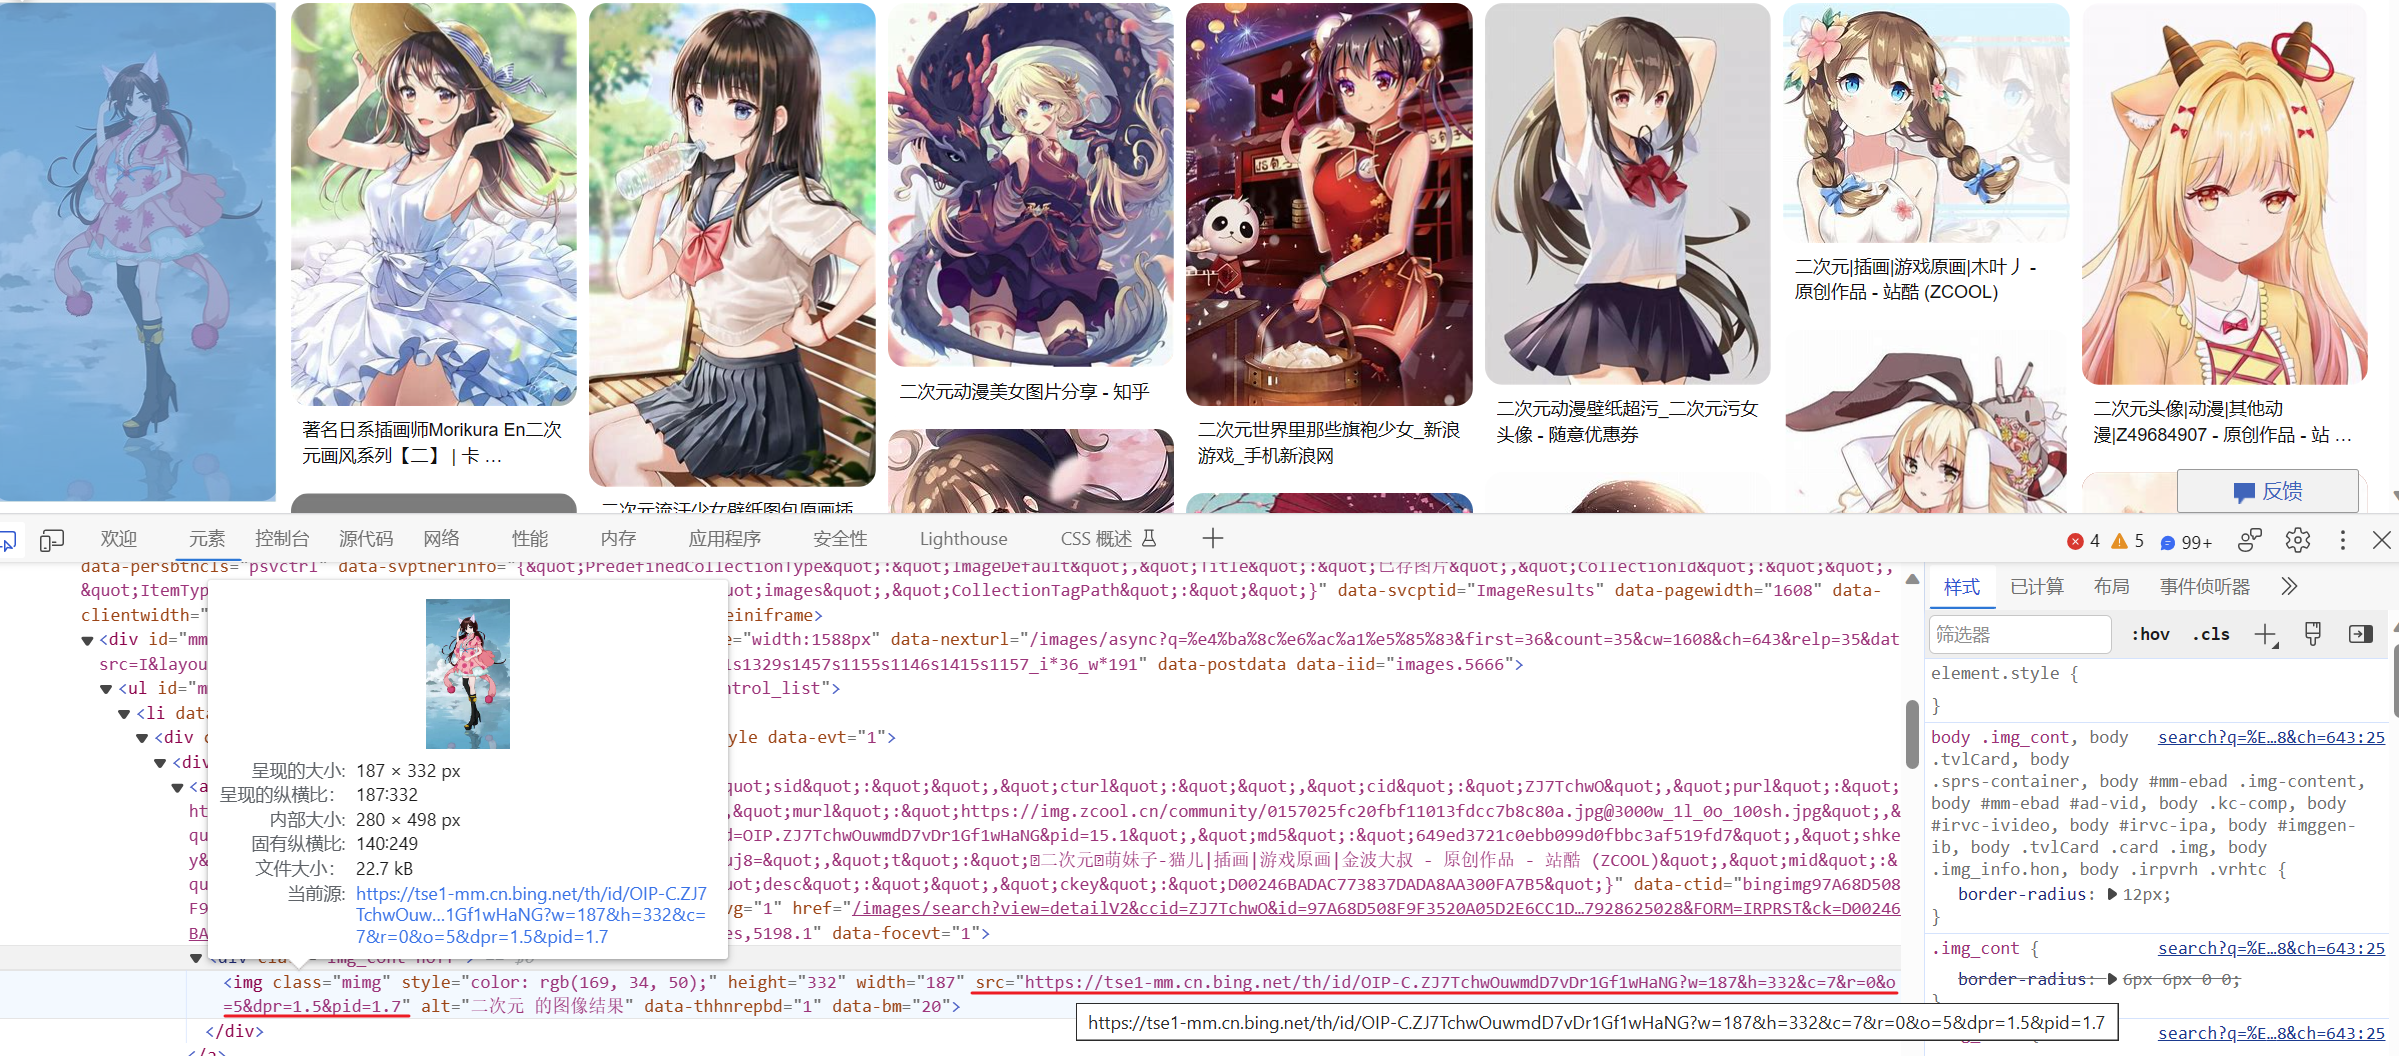 二次元|插画|游戏原画|木叶丿 -
原创作品 - 站酷 (ZCOOL)
二次元动漫美女图片分享 - 知乎
二次元动漫壁纸超污_二次元污女
头像 - 随意优惠券
二次元头像|动漫|其他动
漫|Z49684907 - 原创作品 - 站 ...
著名日系插画师Morikura En二次
元画风系列【二】 | 卡 ...
二次元世界里那些旗袍少女_新浪
游戏_手机新浪网
二次元流汗少女壁纸图包原画插
反馈
欢迎 元素 控制台 源代码 网络 性能 内存 应用程序 安全性 Lighthouse CSS 概述 4 5 99+
data-persbtncls="psvctrl" data-svptherinfo="{&quot;PredefinedCollectionType&quot;:&quot;ImageDefault&quot;,&quot;Title&quot;:&quot;已存图片&quot;,&quot;CollectionId&quot;:&quot;&quot;,
&quot;ItemTyp images&quot;,&quot;CollectionTagPath&quot;:&quot;&quot;}" data-svcptid="ImageResults" data-pagewidth="1608" data-
clientwidth=" einiframe>
<div id="mm e="width:1588px" data-nexturl="/images/async?q=%e4%ba%8c%e6%ac%a1%e5%85%83&first=36&count=35&cw=1608&ch=643&relp=35&dat
src=I&layou ls1329s1457s1155s1146s1415s1157_i*36_w*191" data-postdata data-iid="images.5666">
<ul id="m ntrol_list">
<li dat
<div c yle data-evt="1">
<div
<a uot;sid&quot;:&quot;&quot;,&quot;cturl&quot;:&quot;&quot;,&quot;cid&quot;:&quot;ZJ7TchwO&quot;,&quot;purl&quot;:&quot;
ht ,&quot;murl&quot;:&quot;https://img.zcool.cn/community/0157025fc20fbf11013fdcc7b8c80a.jpg@3000w_1l_0o_100sh.jpg&quot;,&
qu d=OIP.ZJ7TchwOuwmdD7vDr1Gf1wHaNG&pid=15.1&quot;,&quot;md5&quot;:&quot;649ed3721c0ebb099d0fbbc3af519fd7&quot;,&quot;shke
y& uj8=&quot;,&quot;t&quot;:&quot;二次元萌妹子-猫儿|插画|游戏原画|金波大叔 - 原创作品 - 站酷 (ZCOOL)&quot;,&quot;mid&quot;:&
qu desc&quot;:&quot;&quot;,&quot;ckey&quot;:&quot;D00246BADAC773837DADA8AA300FA7B5&quot;}" data-ctid="bingimg97A68D508
F9 vg="1" href="/images/search?view=detailV2&ccid=ZJ7TchwO&id=97A68D508F9F3520A05D2E6CC1D…7928625028&FORM=IRPRST&ck=D00246
BA es,5198.1" data-focevt="1">
<img class="mimg" style="color: rgb(169, 34, 50);" height="332" width="187" src="https://tse1-mm.cn.bing.net/th/id/OIP-C.ZJ7TchwOuwmdD7vDr1Gf1wHaNG?w=187&h=332&c=7&r=0&o
=5&dpr=1.5&pid=1.7" alt="二次元 的图像结果" data-thhnrepbd="1" data-bm="20">
</div>
</a>
呈现的大小: 187 × 332 px
呈现的纵横比: 187∶332
内部大小: 280 × 498 px
固有纵横比: 140∶249
文件大小: 22.7 kB
当前源: https://tse1-mm.cn.bing.net/th/id/OIP-C.ZJ7
TchwOuw...1Gf1wHaNG?w=187&h=332&c=
7&r=0&o=5&dpr=1.5&pid=1.7
https://tse1-mm.cn.bing.net/th/id/OIP-C.ZJ7TchwOuwmdD7vDr1Gf1wHaNG?w=187&h=332&c=7&r=0&o=5&dpr=1.5&pid=1.7
样式 已计算 布局 事件侦听器
筛选器 :hov .cls
element.style {
}
body .img_cont, body search?q=%E…8&ch=643:25
.tvlCard, body
.sprs-container, body #mm-ebad .img-content,
body #mm-ebad #ad-vid, body .kc-comp, body
#irvc-ivideo, body #irvc-ipa, body #imggen-
ib, body .tvlCard .card .img, body
.img_info.hon, body .irpvrh .vrhtc {
border-radius: 12px;
}
.img_cont { search?q=%E…8&ch=643:25
border-radius: 6px 6px 0 0;
}
search?q=%E…8&ch=643:25